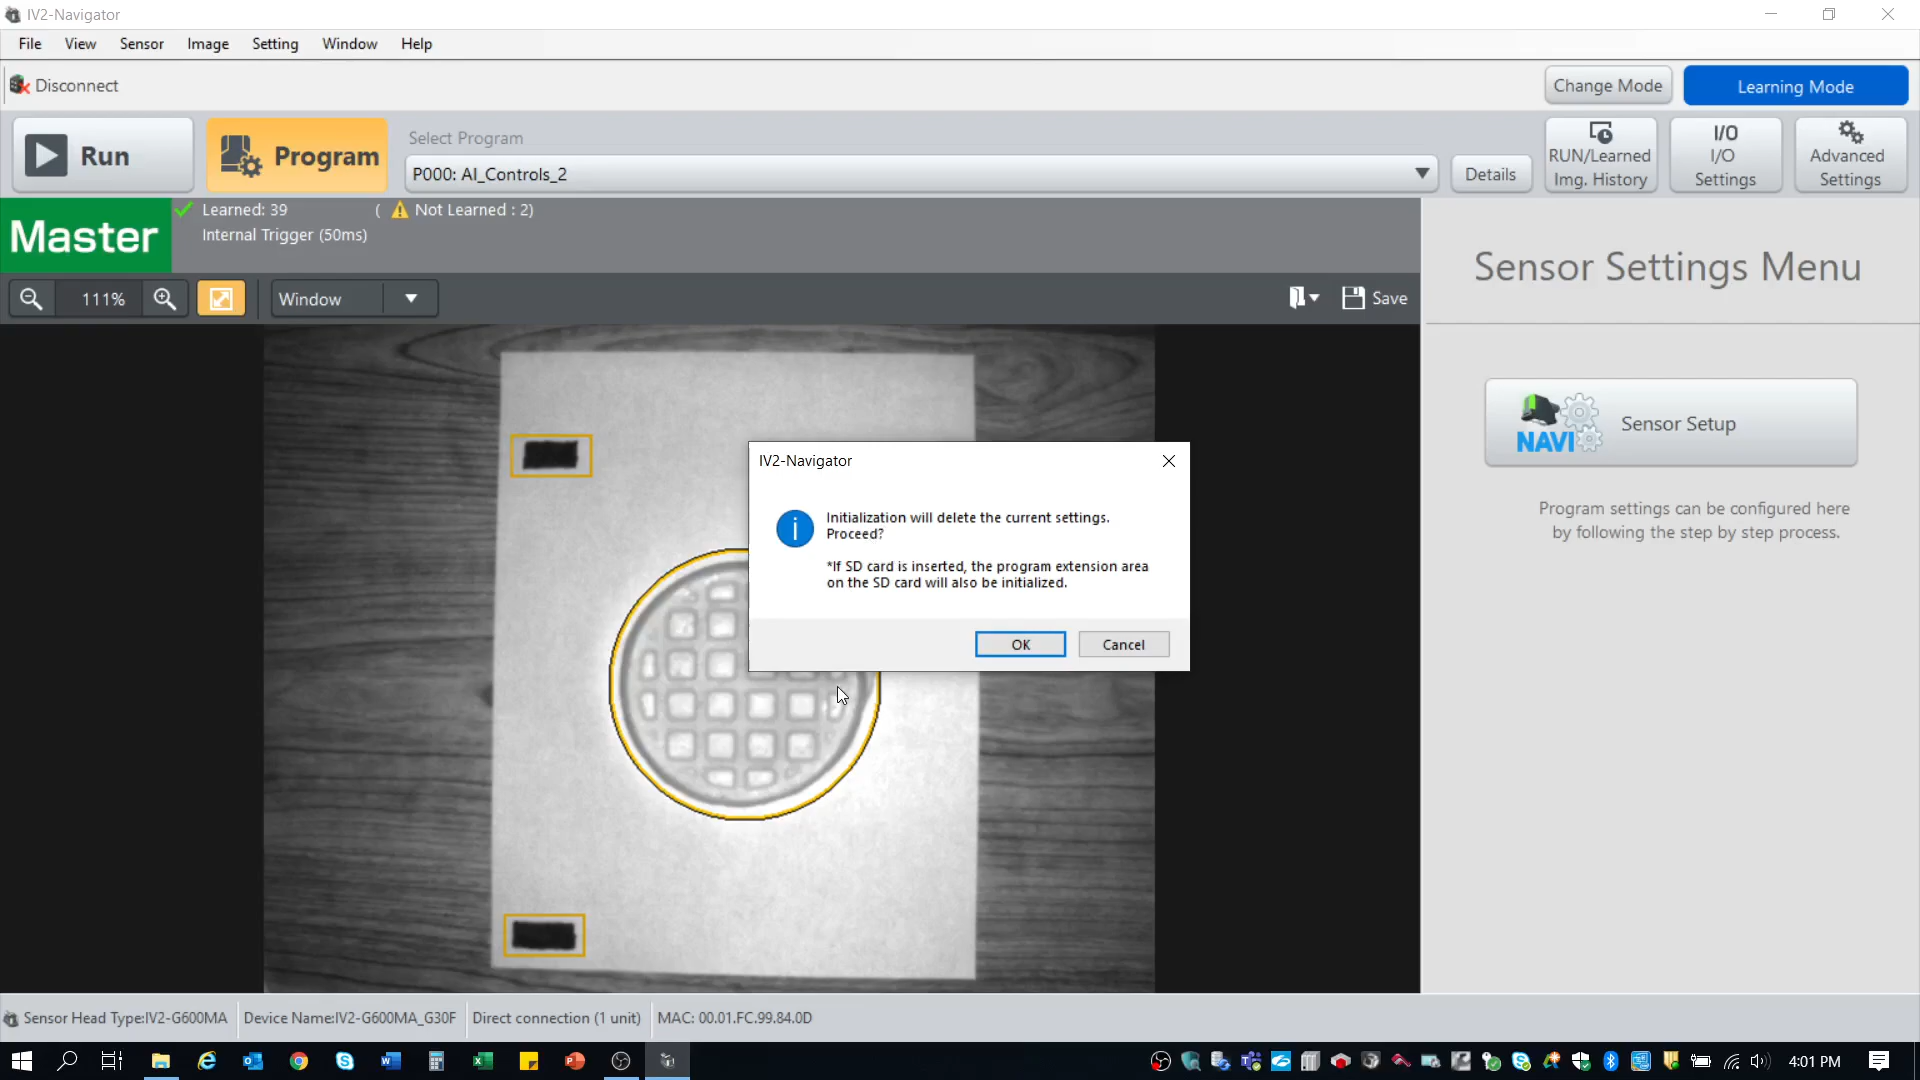 IV2-Navigator
File View Sensor Image Setting Window Help
Disconnect
Change Mode
Learning Mode
Run
Program
Select Program
P000: AI_Controls_2
Details
RUN/Learned
Img. History
I/O
I/O
Settings
Advanced
Settings
Master
Learned: 39 ( Not Learned : 2)
Internal Trigger (50ms)
111%
Window
Save
Sensor Settings Menu
NAVI
Sensor Setup
Program settings can be configured here
by following the step by step process.
IV2-Navigator
Initialization will delete the current settings.
Proceed?
*If SD card is inserted, the program extension area
on the SD card will also be initialized.
OK
Cancel
Sensor Head Type:IV2-G600MA
Device Name:IV2-G600MA_G30F
Direct connection (1 unit)
MAC: 00.01.FC.99.84.0D
4:01 PM